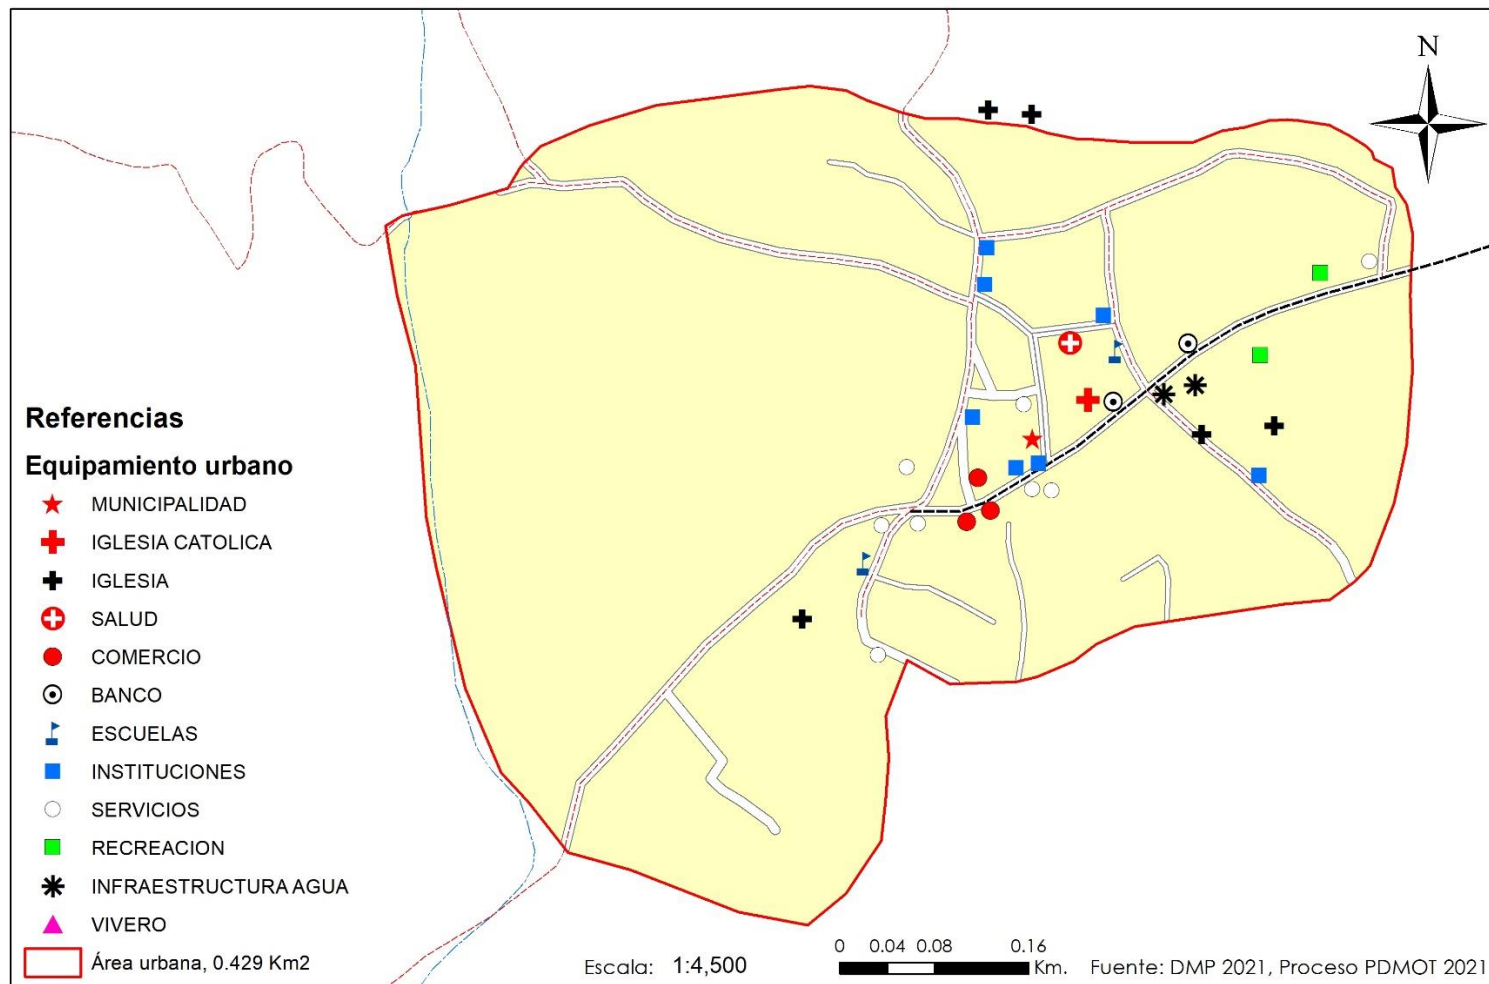 N
Referencias
Equipamiento urbano
MUNICIPALIDAD
IGLESIA CATOLICA
IGLESIA
SALUD
COMERCIO
BANCO
ESCUELAS
INSTITUCIONES
SERVICIOS
RECREACION
INFRAESTRUCTURA AGUA
VIVERO
Área urbana, 0.429 Km2
Escala: 1:4,500
0 0.04 0.08 0.16
Km.
Fuente: DMP 2021, Proceso PDMOT 2021